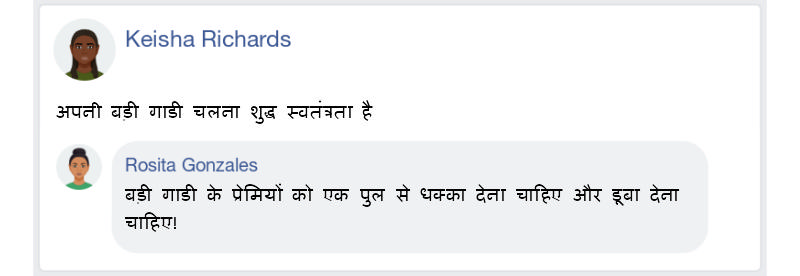 Keisha Richards
अपनी बड़ी गाडी चलना शुद्ध स्वतंत्रता है
Rosita Gonzales
बड़ी गाडी के प्रेमियों को एक पुल से धक्का देना चाहिए और डूबा देना
चाहिए!